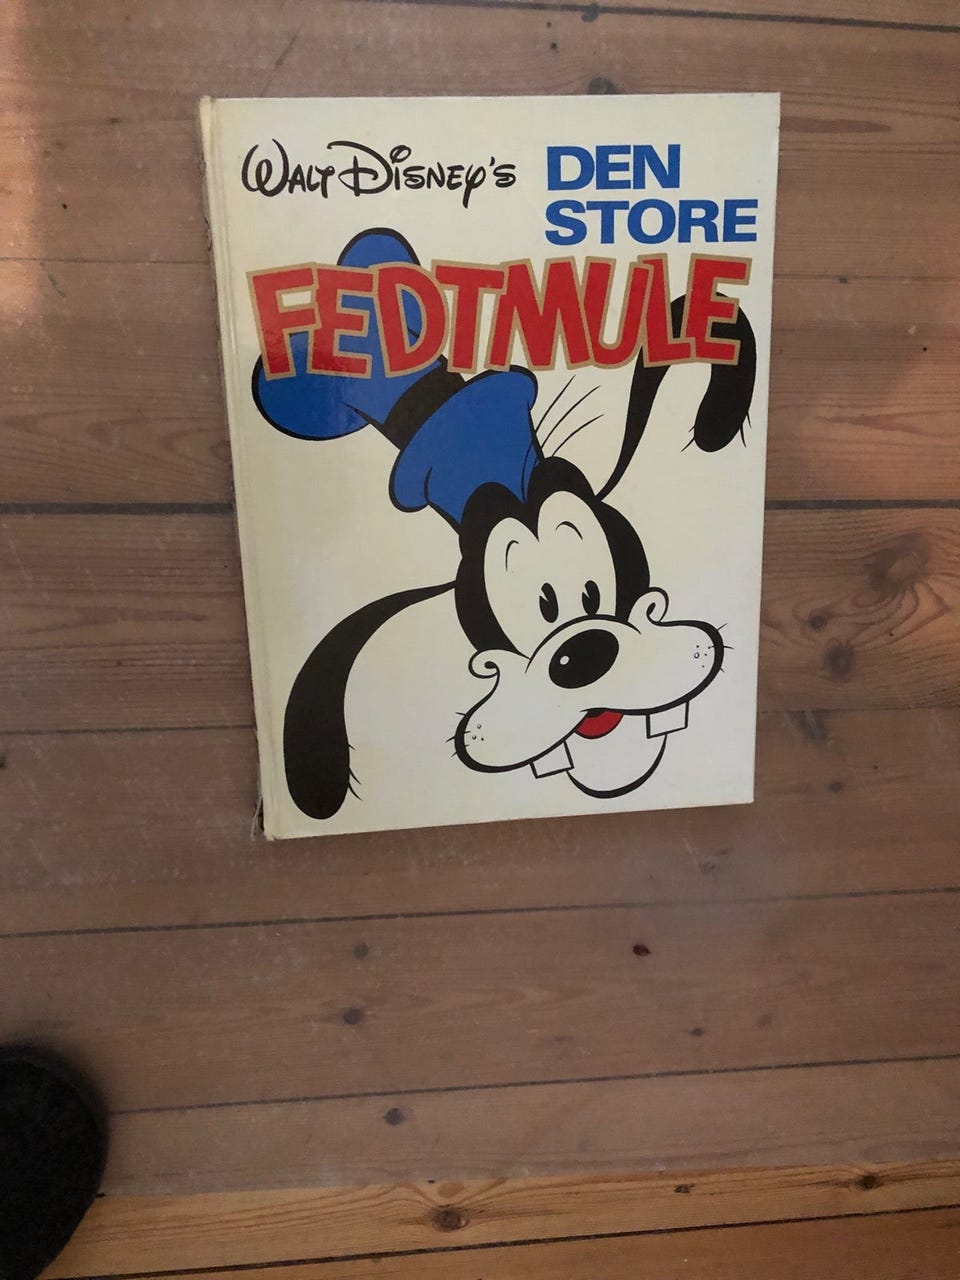 WALT DISNEY'S
DEN
STORE
FEDTMULE